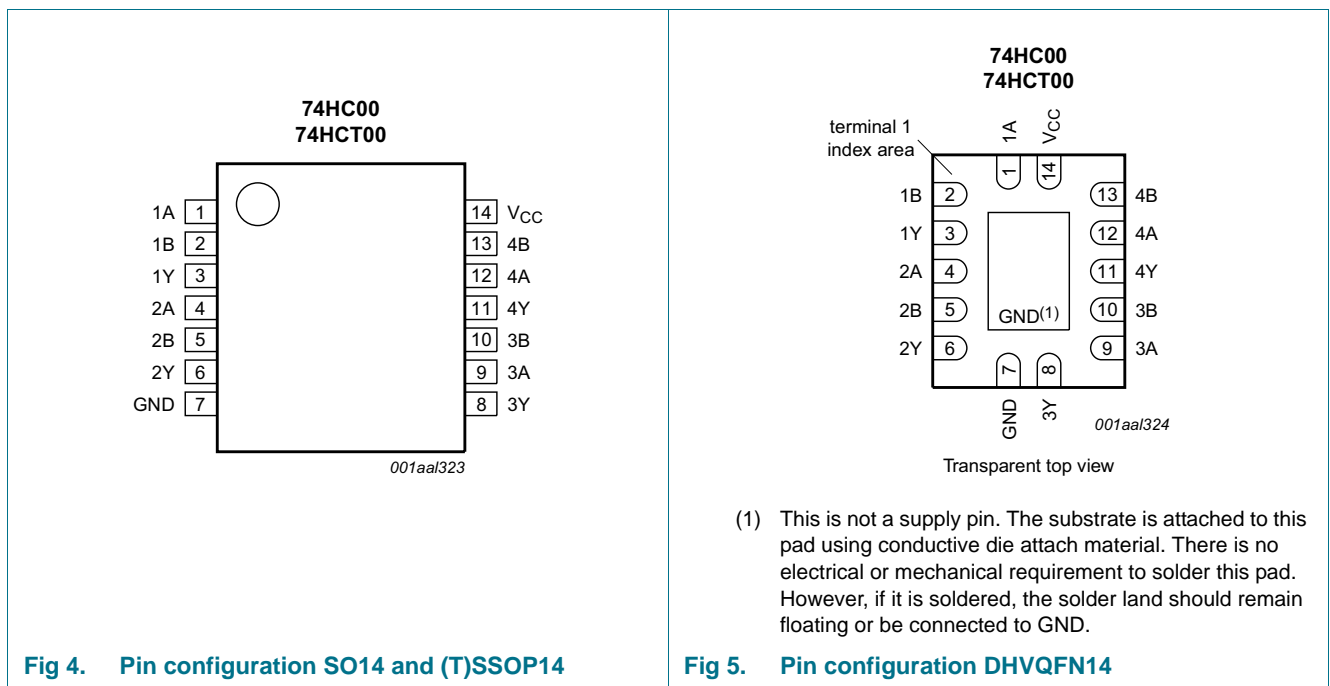 74HC00
74HCT00
1A 1
14 VCC
1B 2
13 4B
1Y 3
12 4A
2A 4
11 4Y
2B 5
10 3B
2Y 6
9 3A
GND 7
8 3Y
001aal323
Fig 4. Pin configuration SO14 and (T)SSOP14
74HC00
74HCT00
terminal 1
index area
1A
VCC
1
14
1B 2
13 4B
1Y 3
12 4A
2A 4
11 4Y
2B 5
10 3B
GND(1)
2Y 6
9 3A
7
8
GND
3Y
001aal324
Transparent top view
(1) This is not a supply pin. The substrate is attached to this
pad using conductive die attach material. There is no
electrical or mechanical requirement to solder this pad.
However, if it is soldered, the solder land should remain
floating or be connected to GND.
Fig 5. Pin configuration DHVQFN14